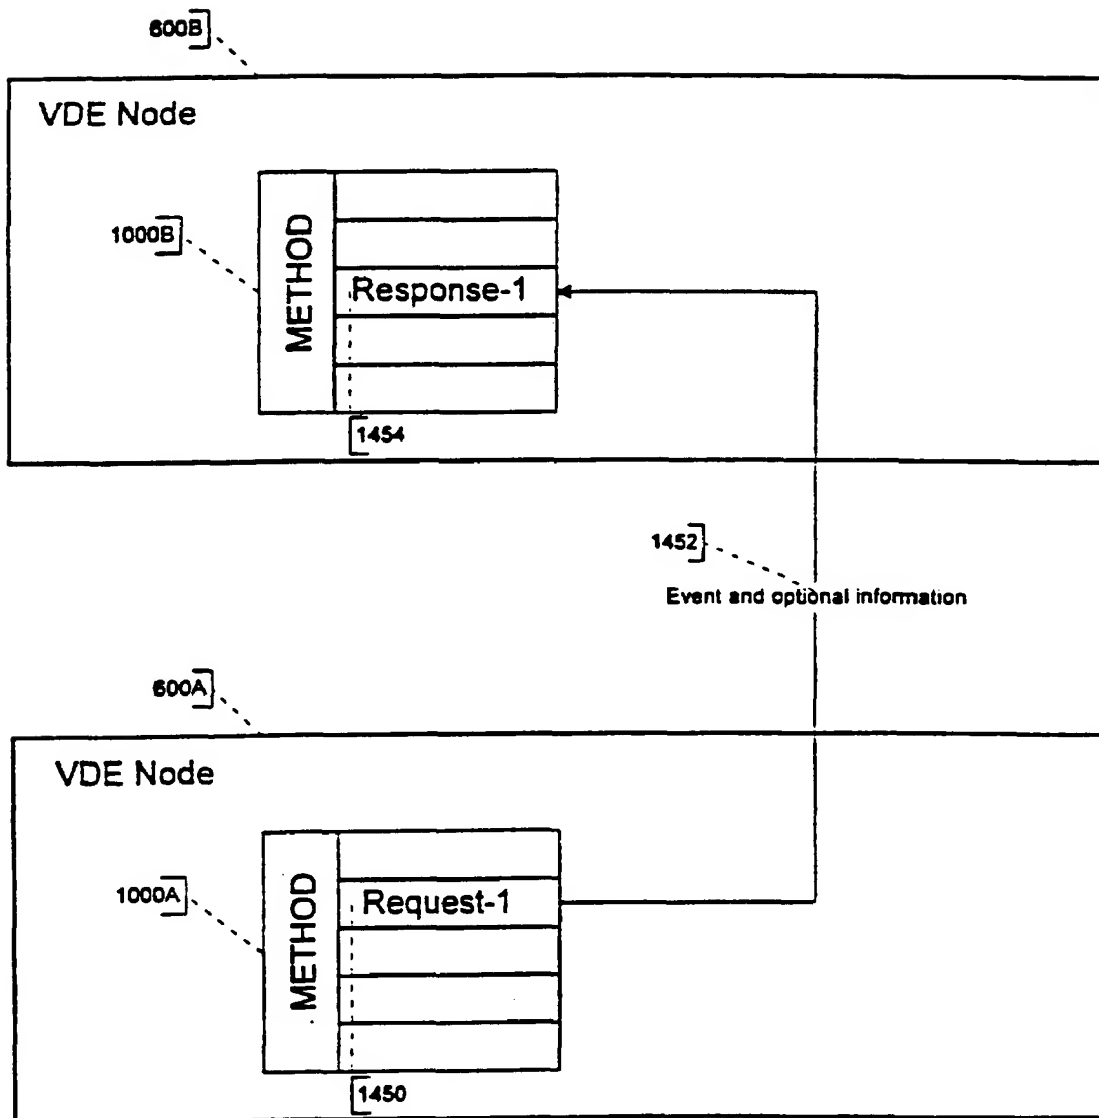 600B
VDE Node
1000B
METHOD
Response-1
1454
1452
Event and optional information
600A
VDE Node
1000A
METHOD
Request-1
1450